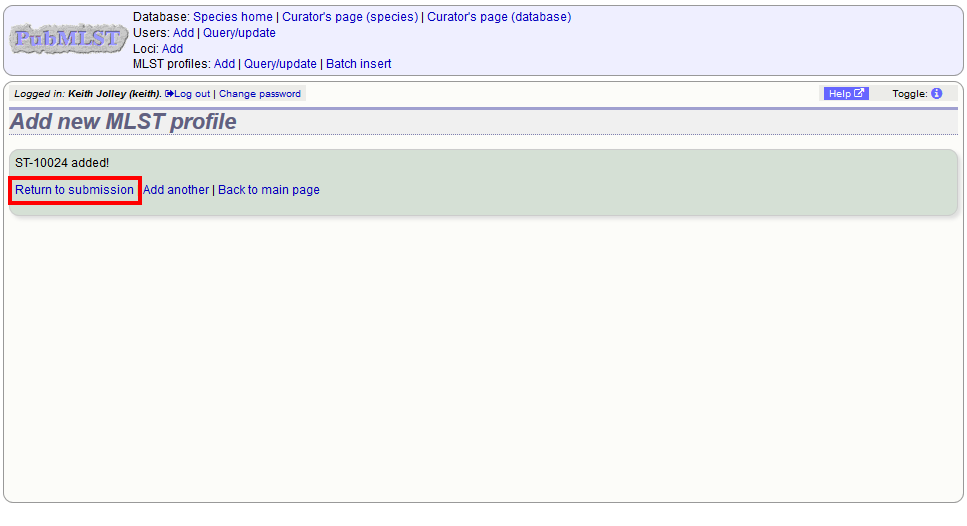 PubMLST
Database: Species home | Curator's page (species) | Curator's page (database)
Users: Add | Query/update
Loci: Add
MLST profiles: Add | Query/update | Batch insert
Logged in: Keith Jolley (keith). Log out | Change password
Help
Toggle:
Add new MLST profile
ST-10024 added!
Return to submission Add another | Back to main page